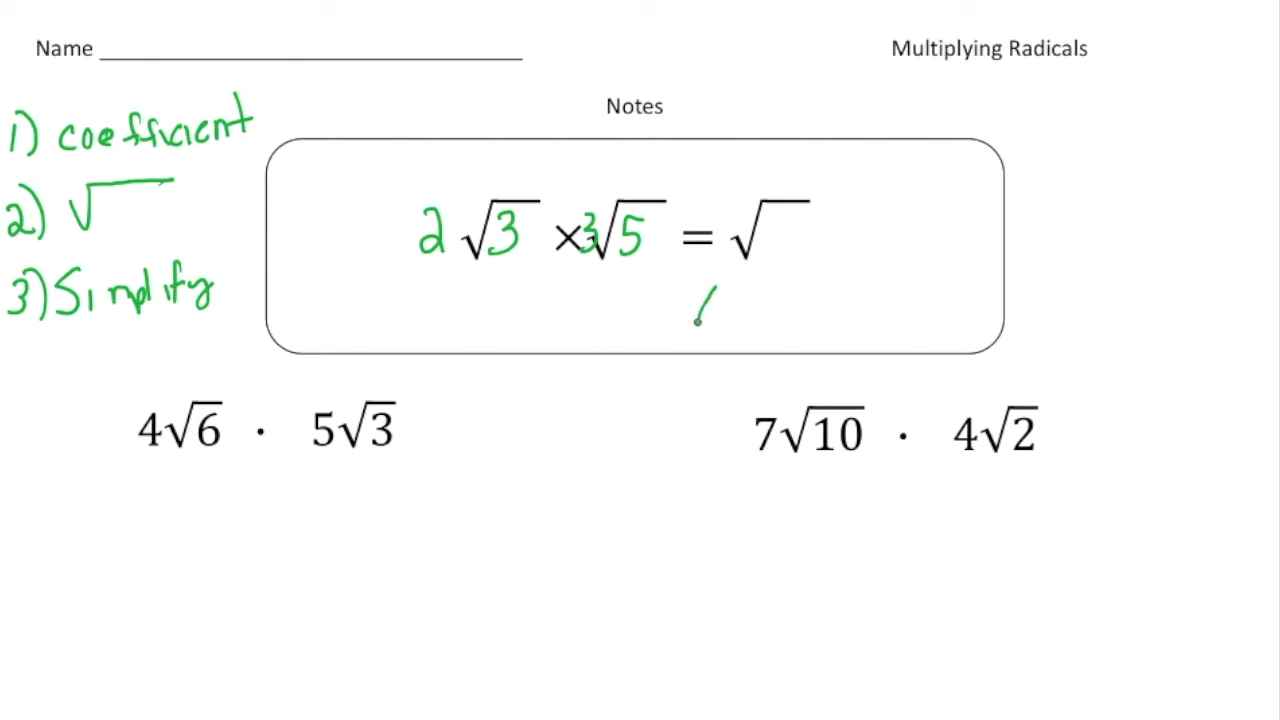 Name ____________________ Multiplying Radicals
Notes
1) coefficient
2) √
3) Simplify
2 √3 × 3√5 = √
4√6 · 5√3
7√10 · 4√2